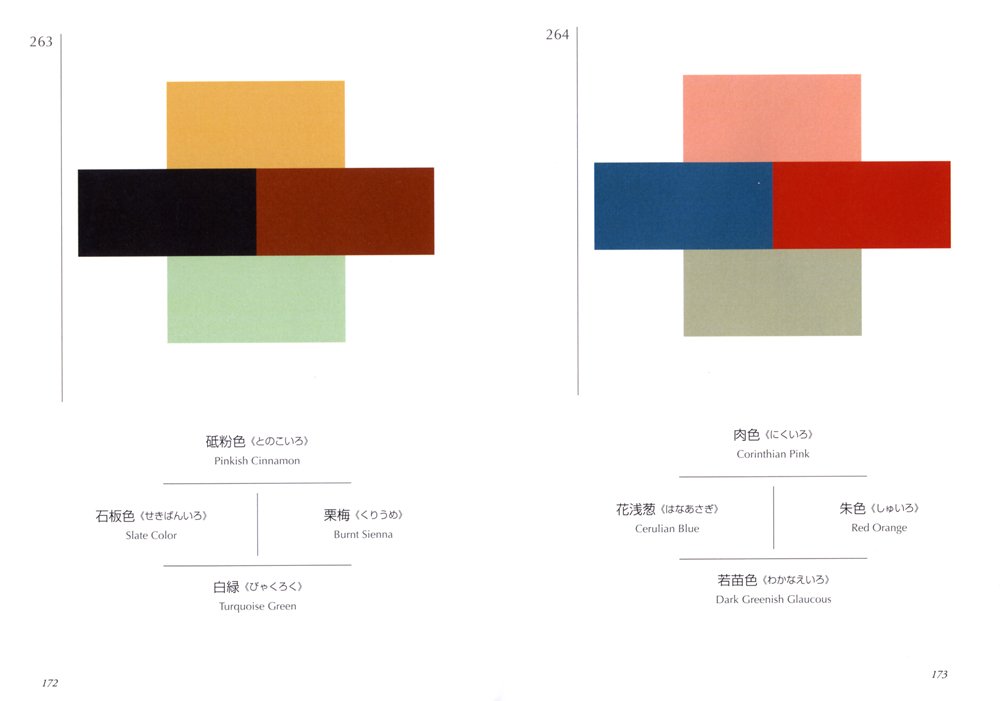 263
砥粉色《とのこいろ》
Pinkish Cinnamon
石板色《せきばんいろ》
Slate Color
栗梅《くりうめ》
Burnt Sienna
白緑《びゃくろく》
Turquoise Green
172
264
肉色《にくいろ》
Corinthian Pink
花浅葱《はなあさぎ》
Cerulian Blue
朱色《しゅいろ》
Red Orange
若苗色《わかなえいろ》
Dark Greenish Glaucous
173